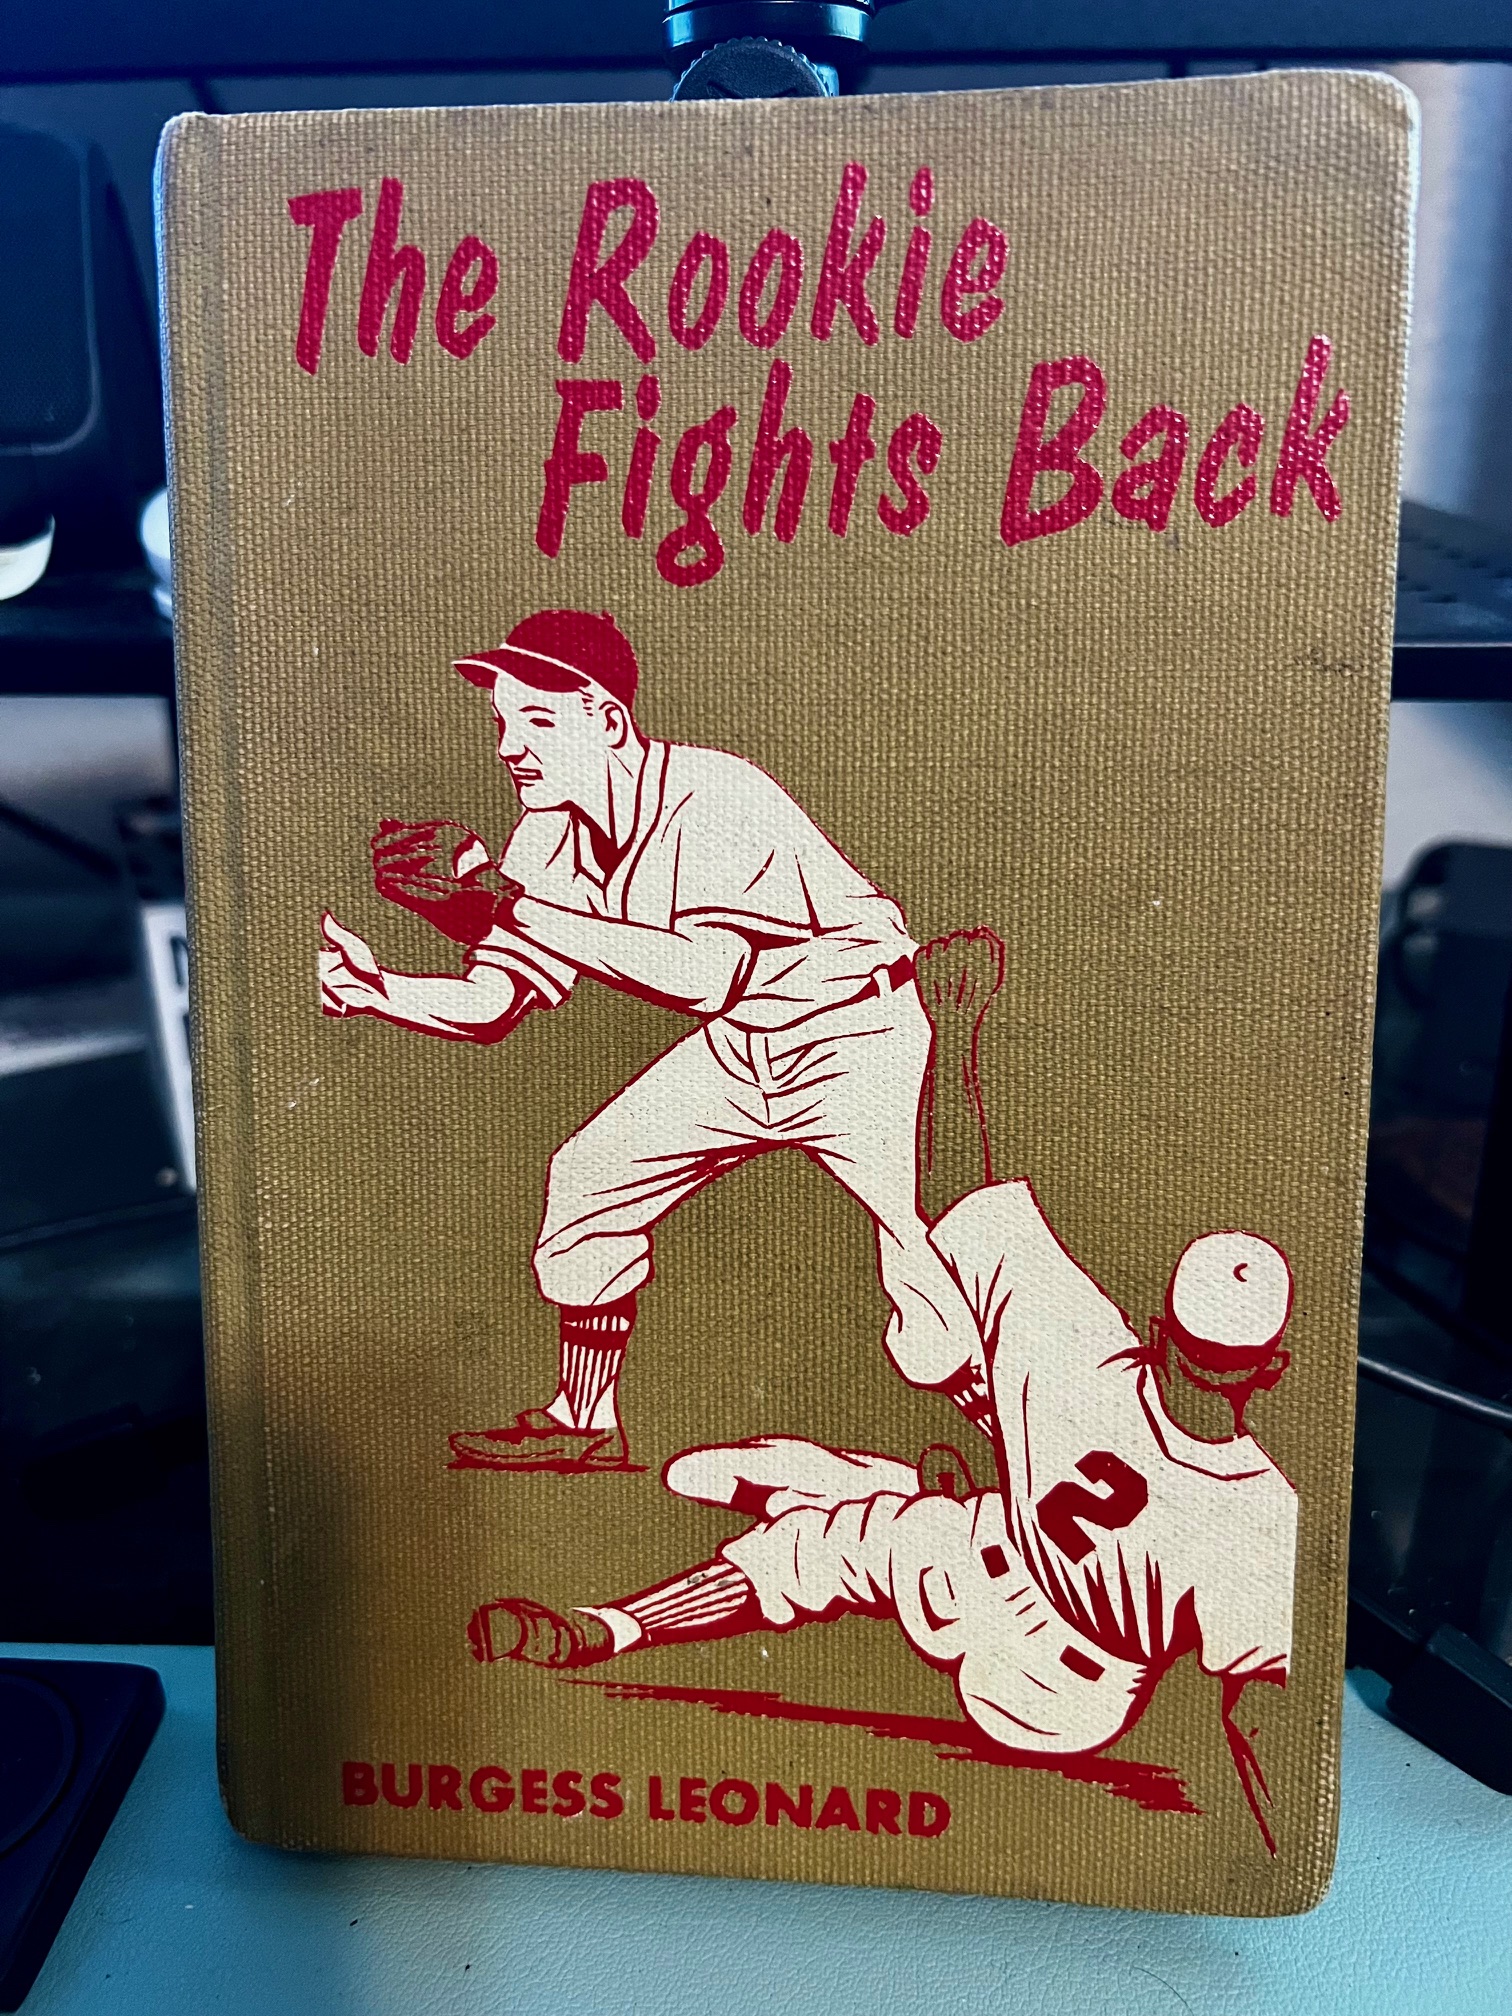 The Rookie
Fights Back
2
BURGESS LEONARD